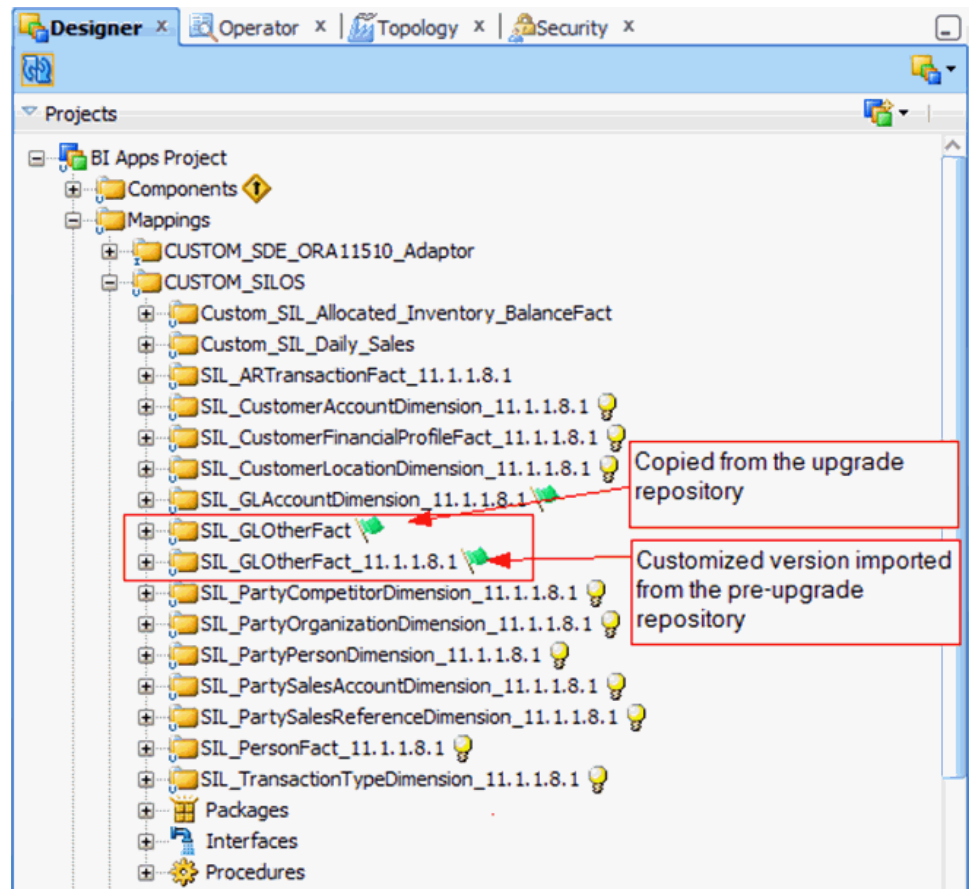 Designer x Operator x Topology x Security x
Projects
BI Apps Project
Components
Mappings
CUSTOM_SDE_ORA11510_Adaptor
CUSTOM_SILOS
Custom_SIL_Allocated_Inventory_BalanceFact
Custom_SIL_Daily_Sales
SIL_ARTransactionFact_11.1.1.8.1
SIL_CustomerAccountDimension_11.1.1.8.1
SIL_CustomerFinancialProfileFact_11.1.1.8.1
SIL_CustomerLocationDimension_11.1.1.8.1
SIL_GLAccountDimension_11.1.1.8.1
SIL_GLOtherFact
SIL_GLOtherFact_11.1.1.8.1
SIL_PartyCompetitorDimension_11.1.1.8.1
SIL_PartyOrganizationDimension_11.1.1.8.1
SIL_PartyPersonDimension_11.1.1.8.1
SIL_PartySalesAccountDimension_11.1.1.8.1
SIL_PartySalesReferenceDimension_11.1.1.8.1
SIL_PersonFact_11.1.1.8.1
SIL_TransactionTypeDimension_11.1.1.8.1
Packages
Interfaces
Procedures
Copied from the upgrade
repository
Customized version imported
from the pre-upgrade
repository